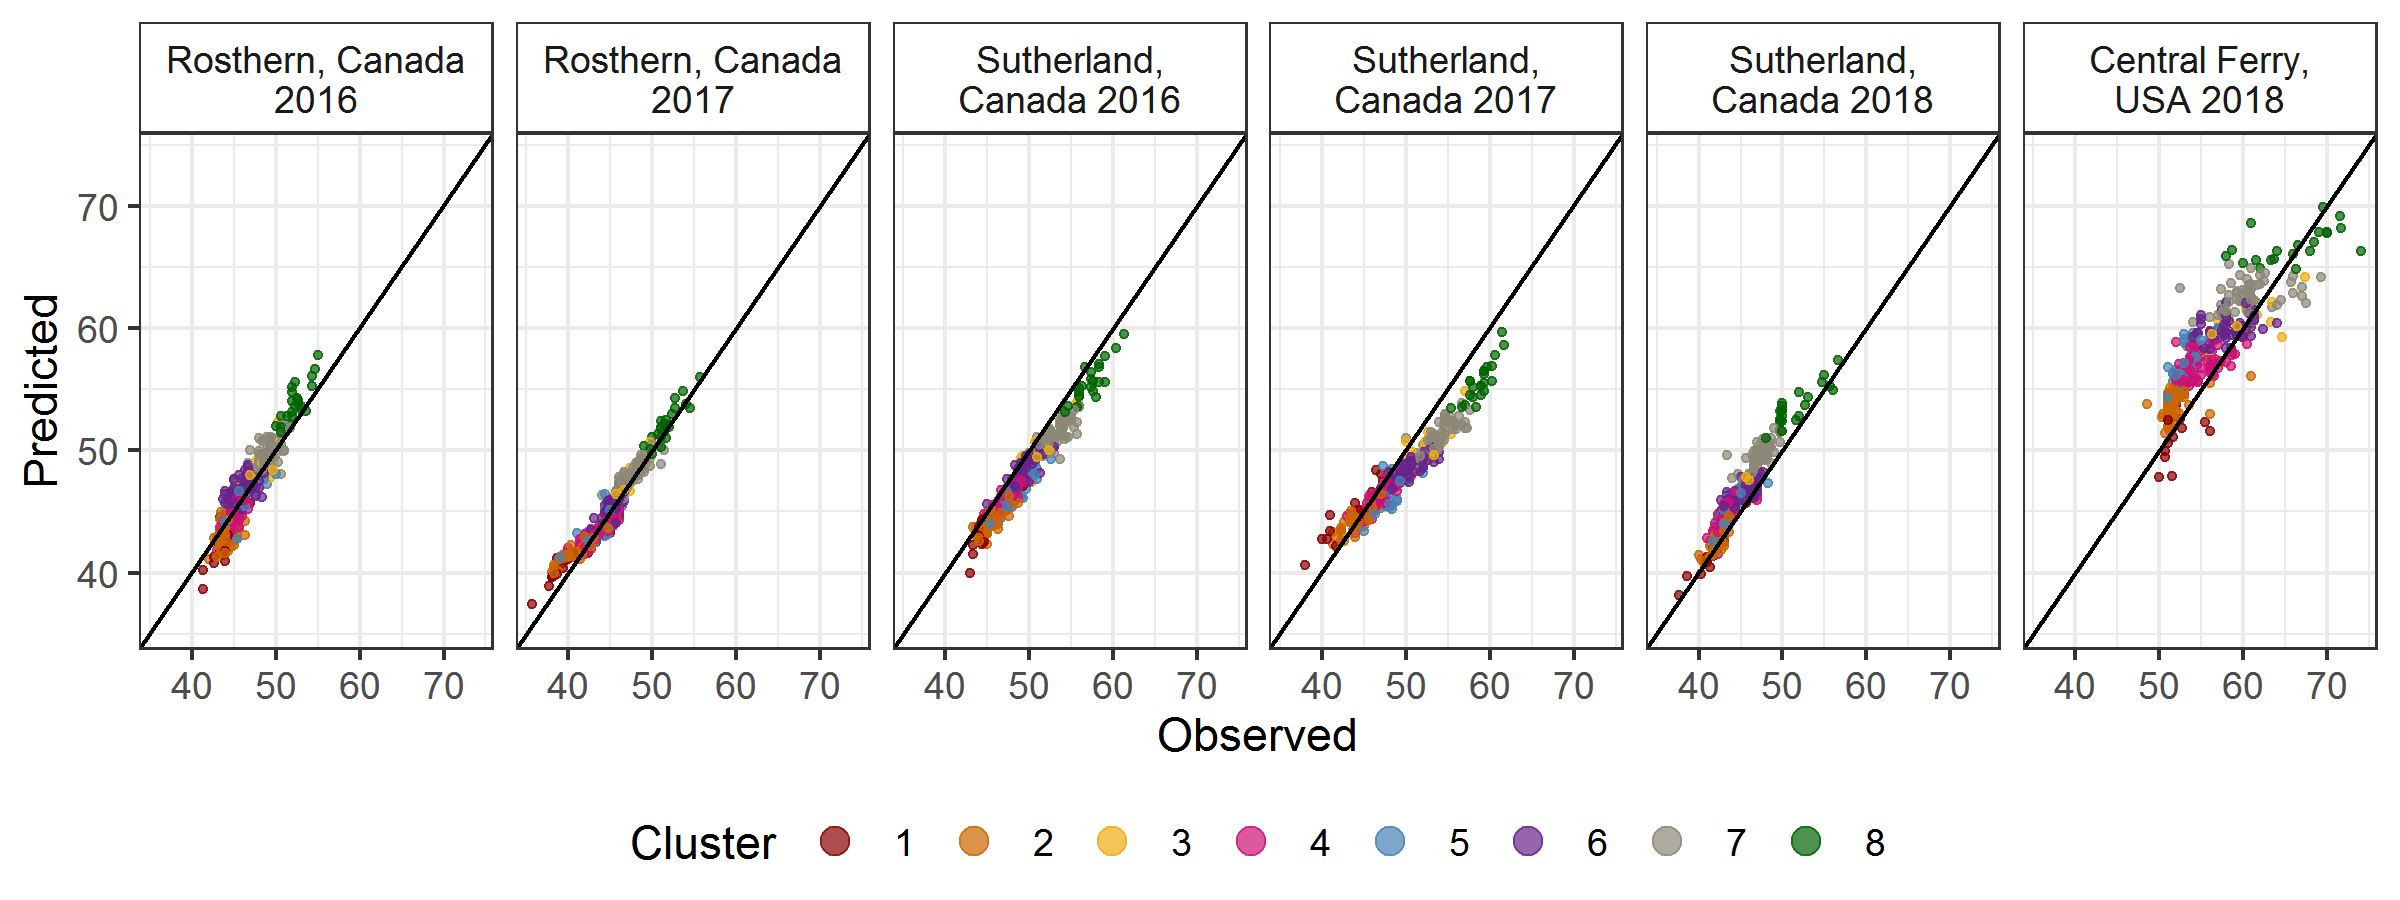 Rosthern, Canada
2016
Rosthern, Canada
2017
Sutherland,
Canada 2016
Sutherland,
Canada 2017
Sutherland,
Canada 2018
Central Ferry,
USA 2018
Predicted
70
60
50
40
40 50 60 70
40 50 60 70
40 50 60 70
40 50 60 70
40 50 60 70
40 50 60 70
Observed
Cluster 1 2 3 4 5 6 7 8